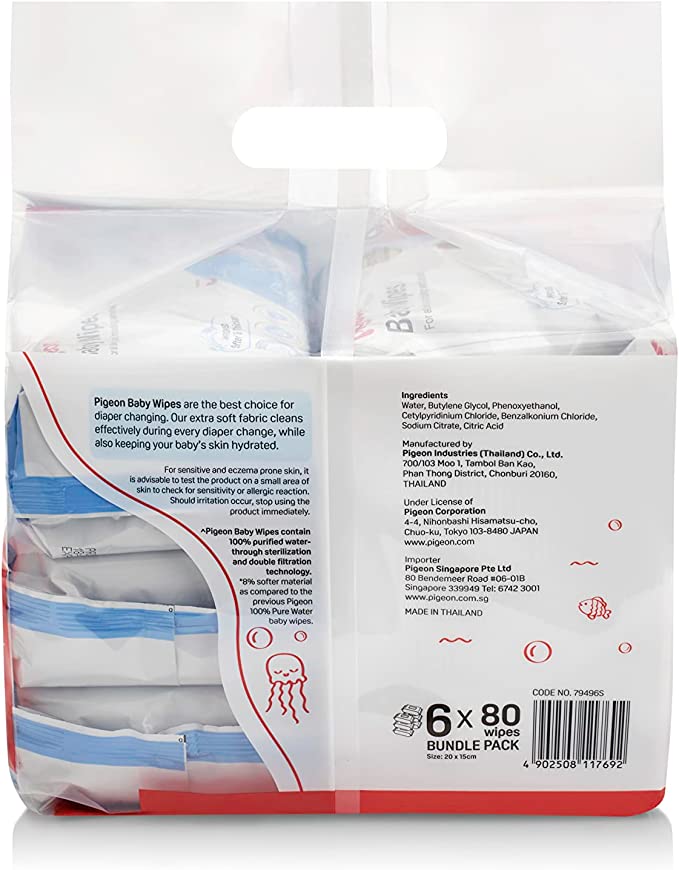 Baby Wipes
Pigeon Baby Wipes are the best choice for
diaper changing. Our extra soft fabric cleans
effectively during every diaper change, while
also keeping your baby's skin hydrated.
For sensitive and eczema prone skin, it
is advisable to test the product on a small area of
skin to check for sensitivity or allergic reaction.
Should irritation occur, stop using the
product immediately.
^Pigeon Baby Wipes contain
100% purified water-
through sterilization
and double filtration
technology.
*8% softer material
as compared to the
previous Pigeon
100% Pure Water
baby wipes.
Ingredients
Water, Butylene Glycol, Phenoxyethanol,
Cetylpyridinium Chloride, Benzalkonium Chloride,
Sodium Citrate, Citric Acid
Manufactured by
Pigeon Industries (Thailand) Co., Ltd.
700/103 Moo 1, Tambol Ban Kao,
Phan Thong District, Chonburi 20160,
THAILAND
Under License of
Pigeon Corporation
4-4, Nihonbashi Hisamatsu-cho,
Chuo-ku, Tokyo 103-8480 JAPAN
www.pigeon.com
Importer
Pigeon Singapore Pte Ltd
80 Bendemeer Road #06-01B
Singapore 339949 Tel: 6742 3001
www.pigeon.com.sg
MADE IN THAILAND
CODE NO. 79496S
6 x 80
wipes
BUNDLE PACK
Size: 20 x 15cm
4 902508 117692